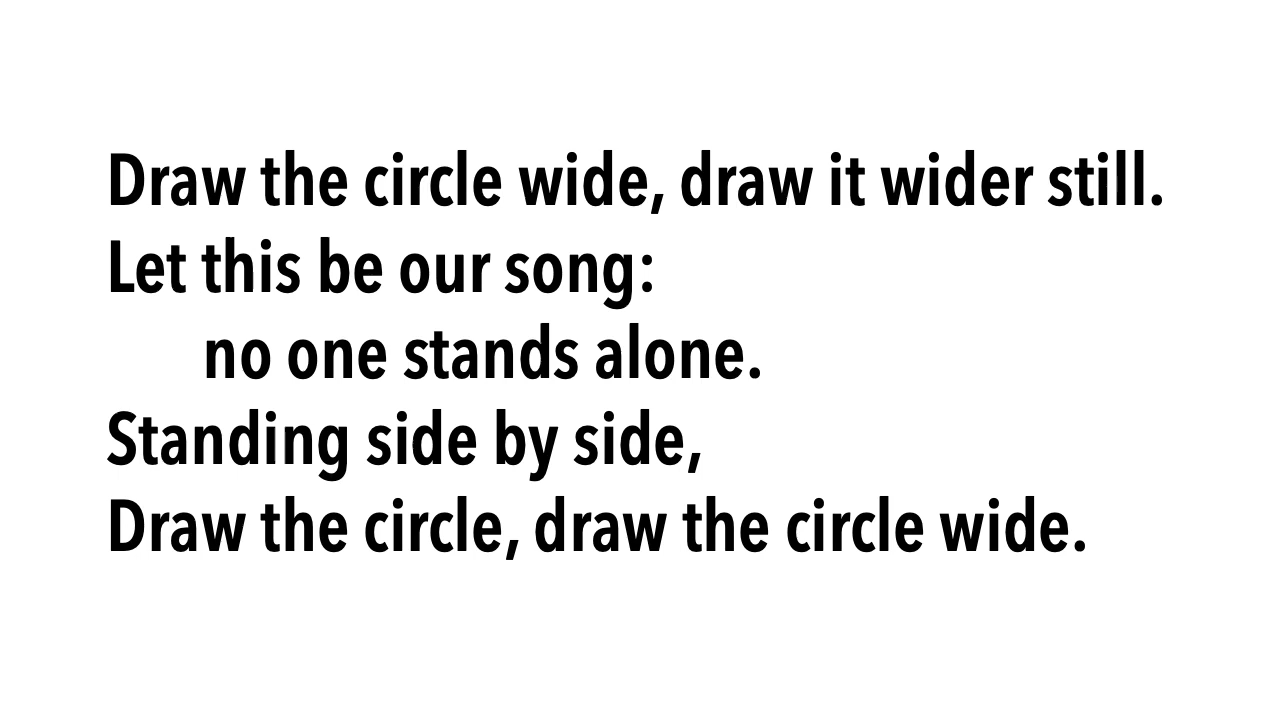 Draw the circle wide, draw it wider still.
Let this be our song:
no one stands alone.
Standing side by side,
Draw the circle, draw the circle wide.